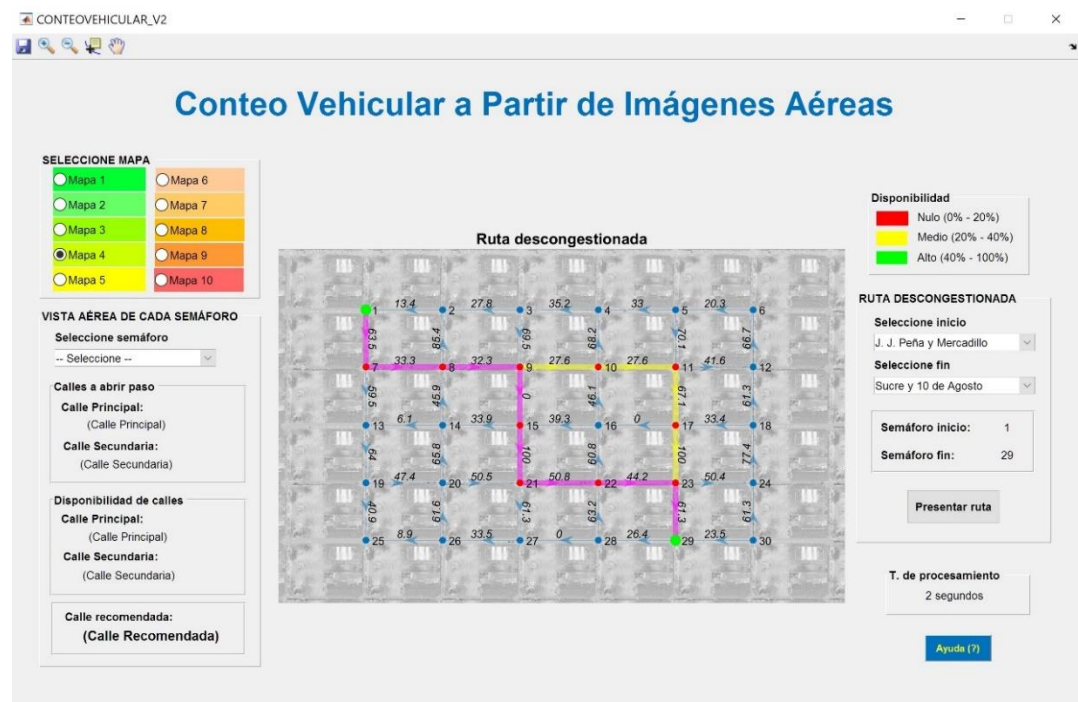 CONTEOVEHICULAR_V2
Conteo Vehicular a Partir de Imágenes Aéreas
SELECCIONE MAPA
Mapa 1
Mapa 6
Mapa 2
Mapa 7
Mapa 3
Mapa 8
Mapa 4
Mapa 9
Mapa 5
Mapa 10
VISTA AÉREA DE CADA SEMÁFORO
Seleccione semáforo
-- Seleccione --
Calles a abrir paso
Calle Principal:
(Calle Principal)
Calle Secundaria:
(Calle Secundaria)
Disponibilidad de calles
Calle Principal:
(Calle Principal)
Calle Secundaria:
(Calle Secundaria)
Calle recomendada:
(Calle Recomendada)
Ruta descongestionada
13.4 27.8 35.2 33 20.3
1 2 3 4 5 6
63.5 85.4 69.5 68.2 70.1 66.7
33.3 32.3 27.6 27.6 41.6
7 8 9 10 11 12
59.5 45.9 0 46.1 67.1 61.3
6.1 33.9 39.3 0 33.4
13 14 15 16 17 18
64 65.8 100 60.8 100 77.4
47.4 50.5 50.8 44.2 50.4
19 20 21 22 23 24
40.9 61.6 61.3 63.2 61.3 61.3
8.9 33.5 0 26.4 23.5
25 26 27 28 29 30
Disponibilidad
Nulo (0% - 20%)
Medio (20% - 40%)
Alto (40% - 100%)
RUTA DESCONGESTIONADA
Seleccione inicio
J. J. Peña y Mercadillo
Seleccione fin
Sucre y 10 de Agosto
Semáforo inicio: 1
Semáforo fin: 29
Presentar ruta
T. de procesamiento
2 segundos
Ayuda (?)